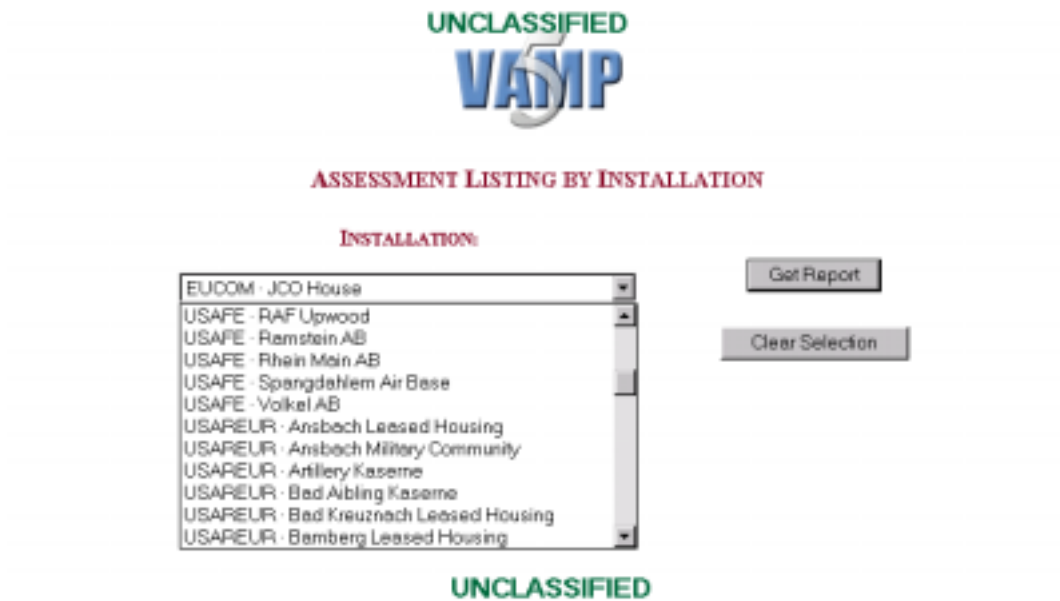 UNCLASSIFIED
VAMP 5
ASSESSMENT LISTING BY INSTALLATION
INSTALLATION:
EUCOM - JCO House
Get Report
USAFE - RAF Upwood
USAFE - Ramstein AB
Clear Selection
USAFE - Rhein Main AB
USAFE - Spangdahlem Air Base
USAFE - Volkel AB
USAREUR - Ansbach Leased Housing
USAREUR - Ansbach Military Community
USAREUR - Artillery Kaserne
USAREUR - Bad Aibling Kaserne
USAREUR - Bad Kreuznach Leased Housing
USAREUR - Bamberg Leased Housing
UNCLASSIFIED